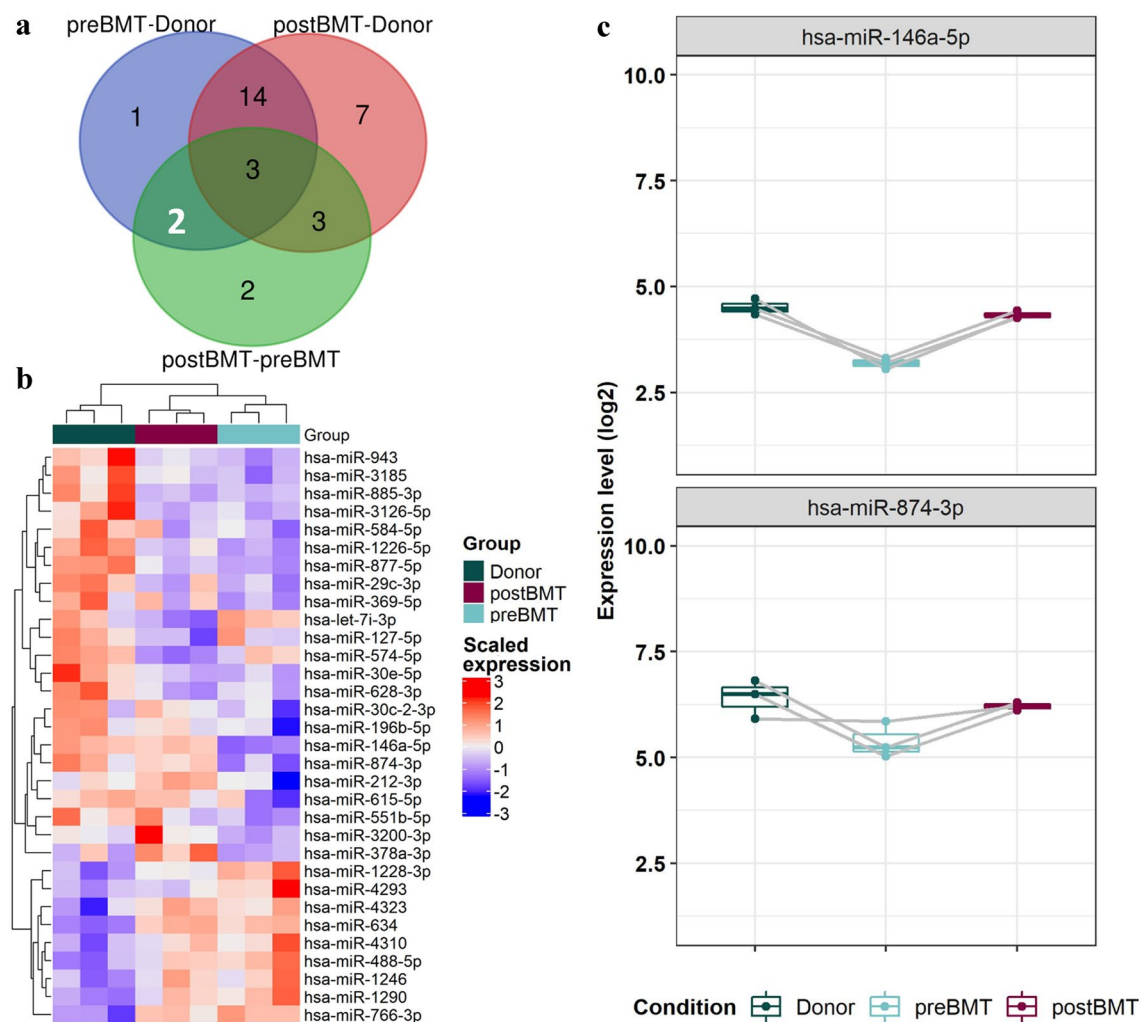 a
preBMT-Donor
postBMT-Donor
1
14
7
3
2
3
2
postBMT-preBMT
b
Group
hsa-miR-943
hsa-miR-3185
hsa-miR-885-3p
hsa-miR-3126-5p
hsa-miR-584-5p
hsa-miR-1226-5p
hsa-miR-877-5p
hsa-miR-29c-3p
hsa-miR-369-5p
hsa-let-7i-3p
hsa-miR-127-5p
hsa-miR-574-5p
hsa-miR-30e-5p
hsa-miR-628-3p
hsa-miR-30c-2-3p
hsa-miR-196b-5p
hsa-miR-146a-5p
hsa-miR-874-3p
hsa-miR-212-3p
hsa-miR-615-5p
hsa-miR-551b-5p
hsa-miR-3200-3p
hsa-miR-378a-3p
hsa-miR-1228-3p
hsa-miR-4293
hsa-miR-4323
hsa-miR-634
hsa-miR-4310
hsa-miR-488-5p
hsa-miR-1246
hsa-miR-1290
hsa-miR-766-3p
Group
Donor
postBMT
preBMT
Scaled
expression
3
2
1
0
-1
-2
-3
c
hsa-miR-146a-5p
10.0
7.5
5.0
2.5
Expression level (log2)
hsa-miR-874-3p
10.0
7.5
5.0
2.5
Condition Donor preBMT postBMT